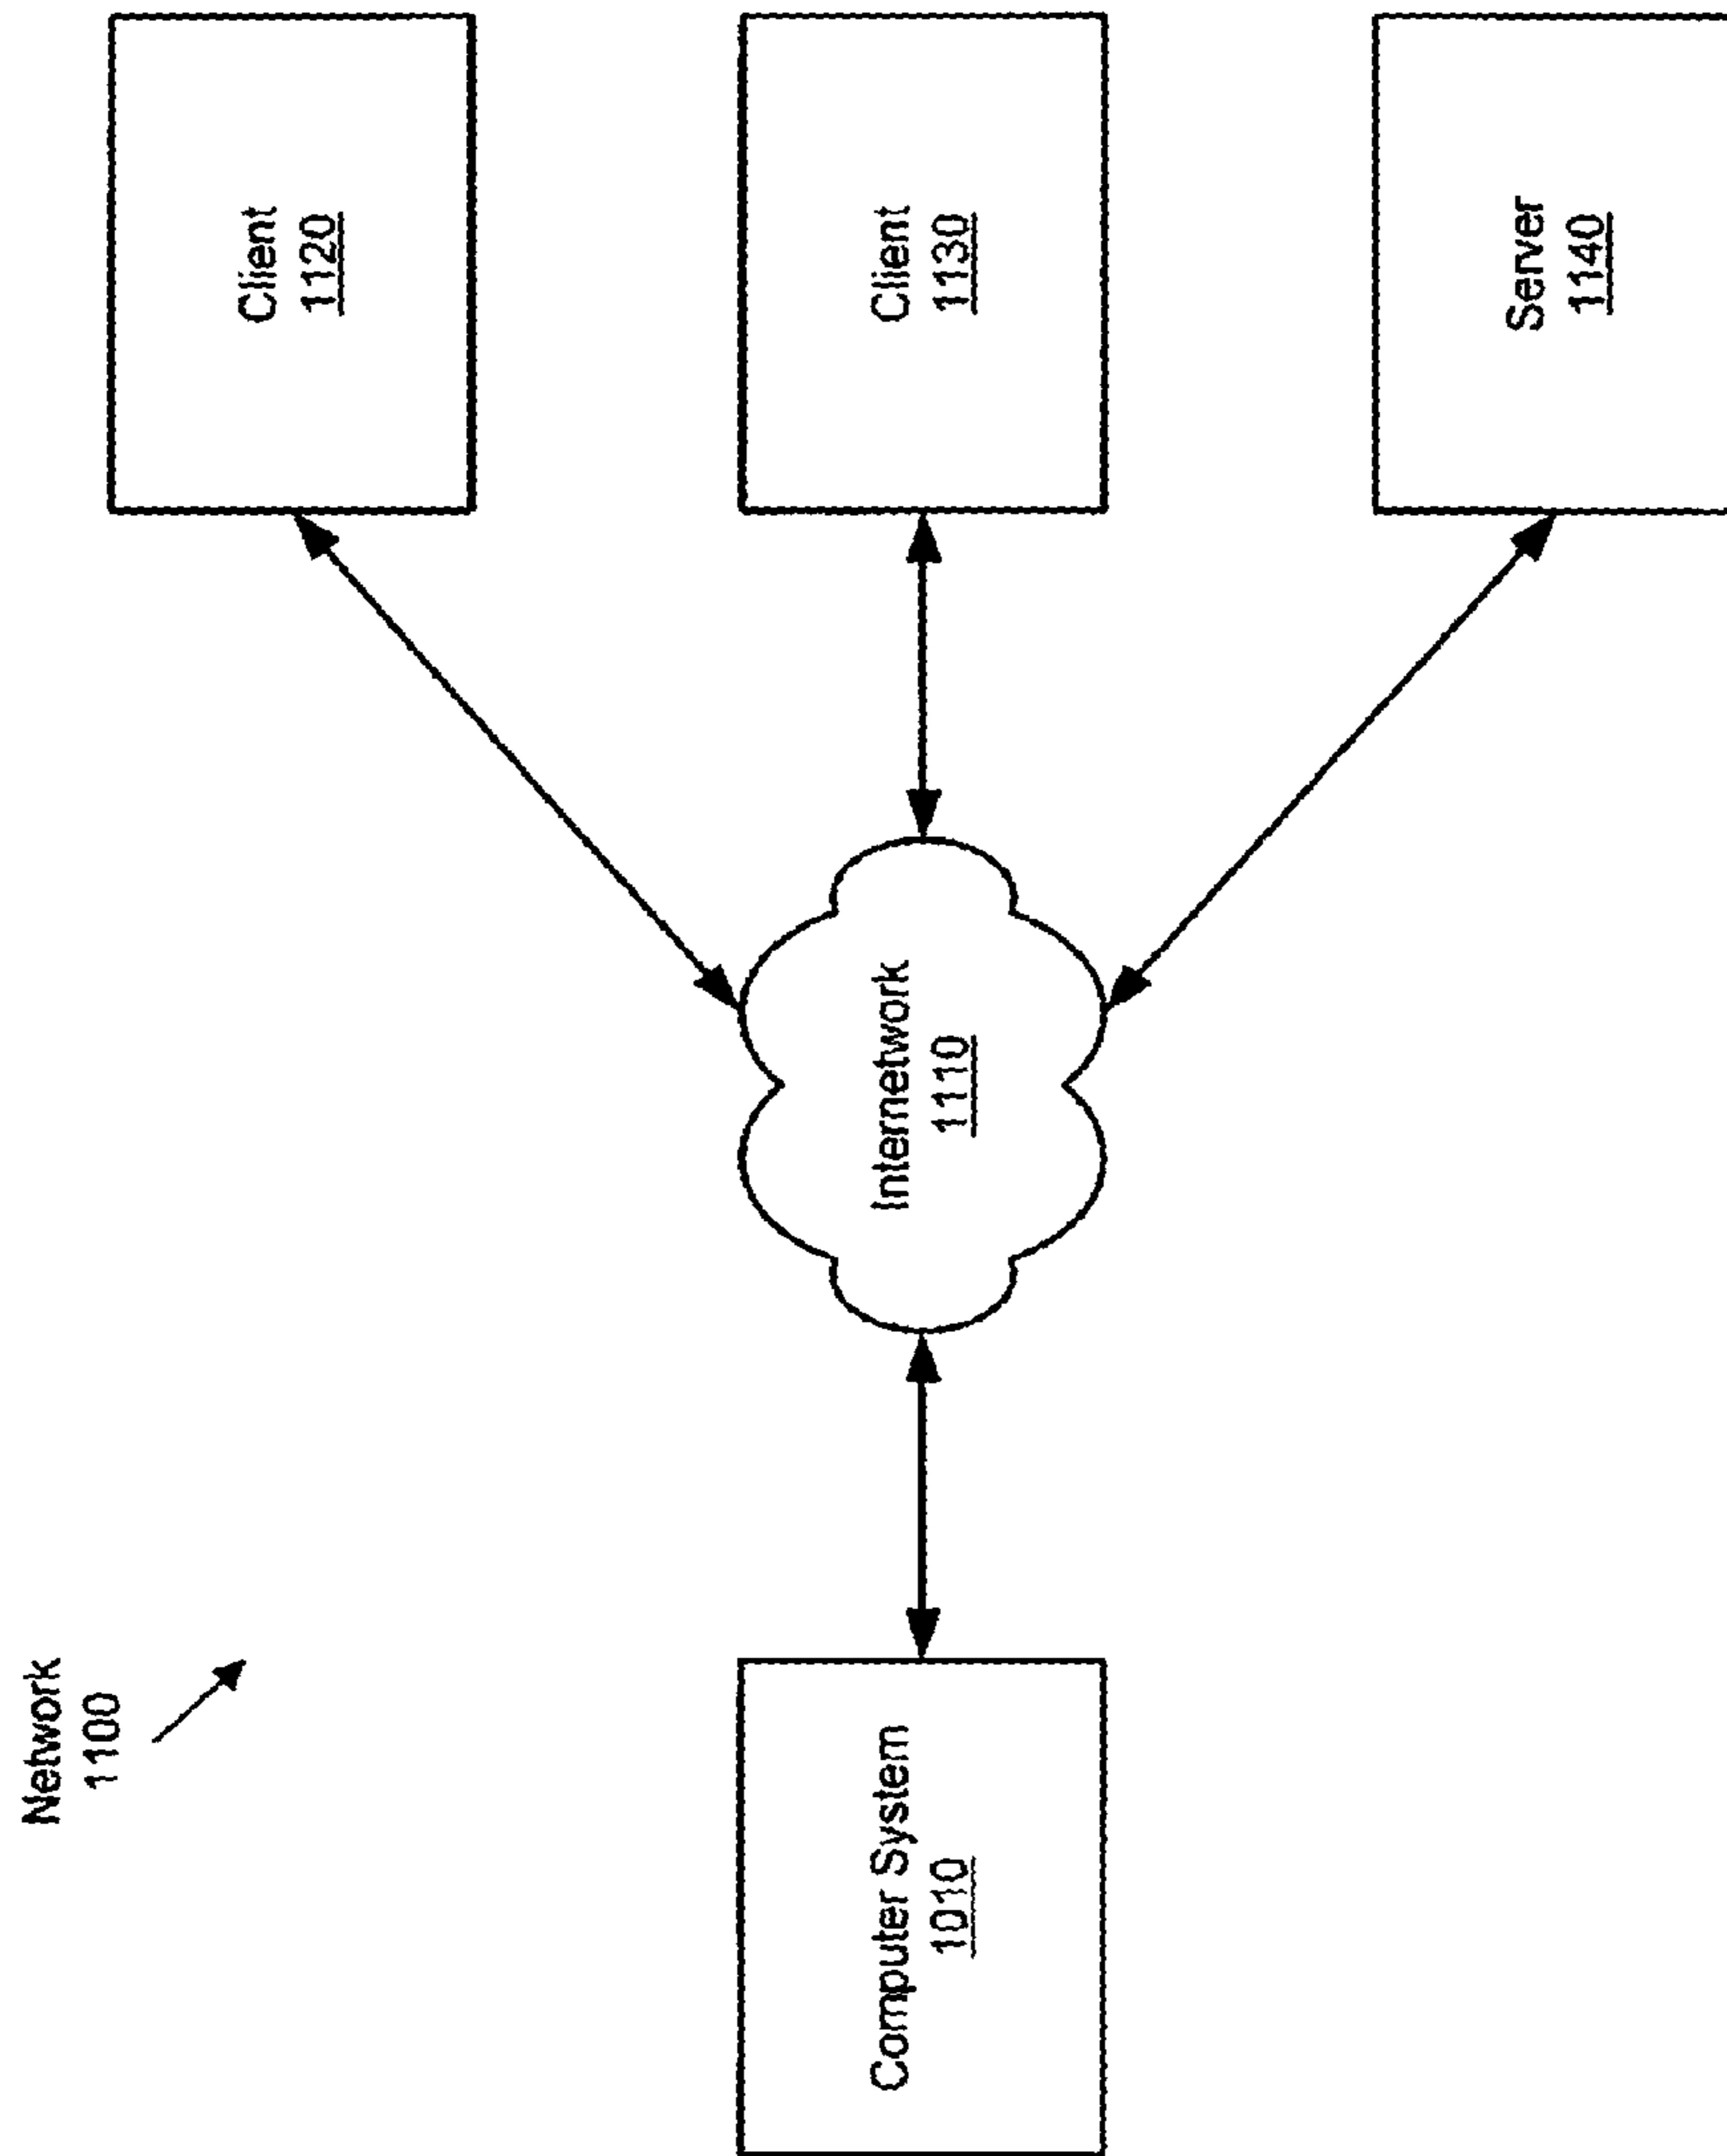 Network
1100
Client
1120
Computer System
1010
Internetwork
1110
Client
1130
Server
1140